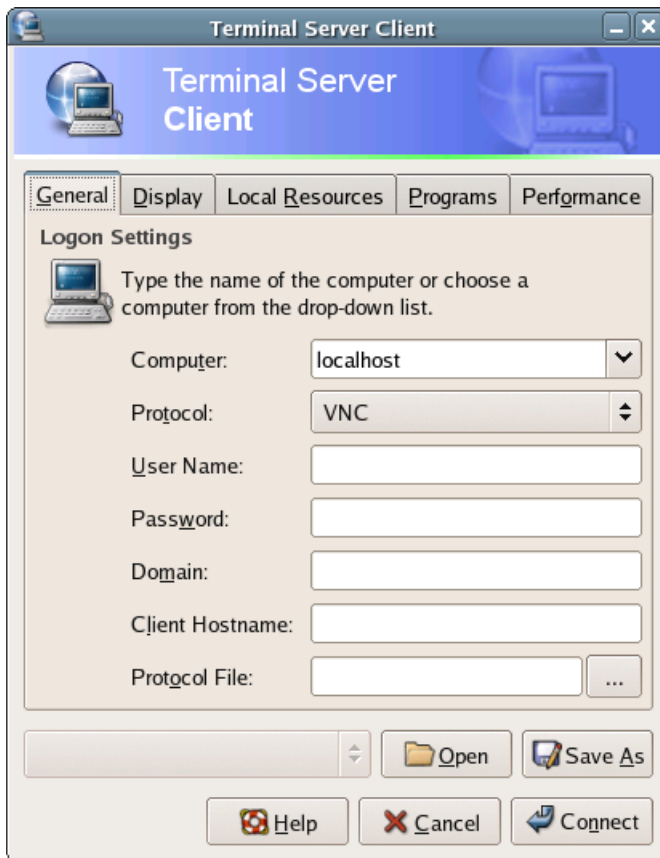 Terminal Server Client
Terminal Server
Client
General Display Local Resources Programs Performance
Logon Settings
Type the name of the computer or choose a
computer from the drop-down list.
Computer: localhost
Protocol: VNC
User Name:
Password:
Domain:
Client Hostname:
Protocol File: ...
Open Save As
Help Cancel Connect